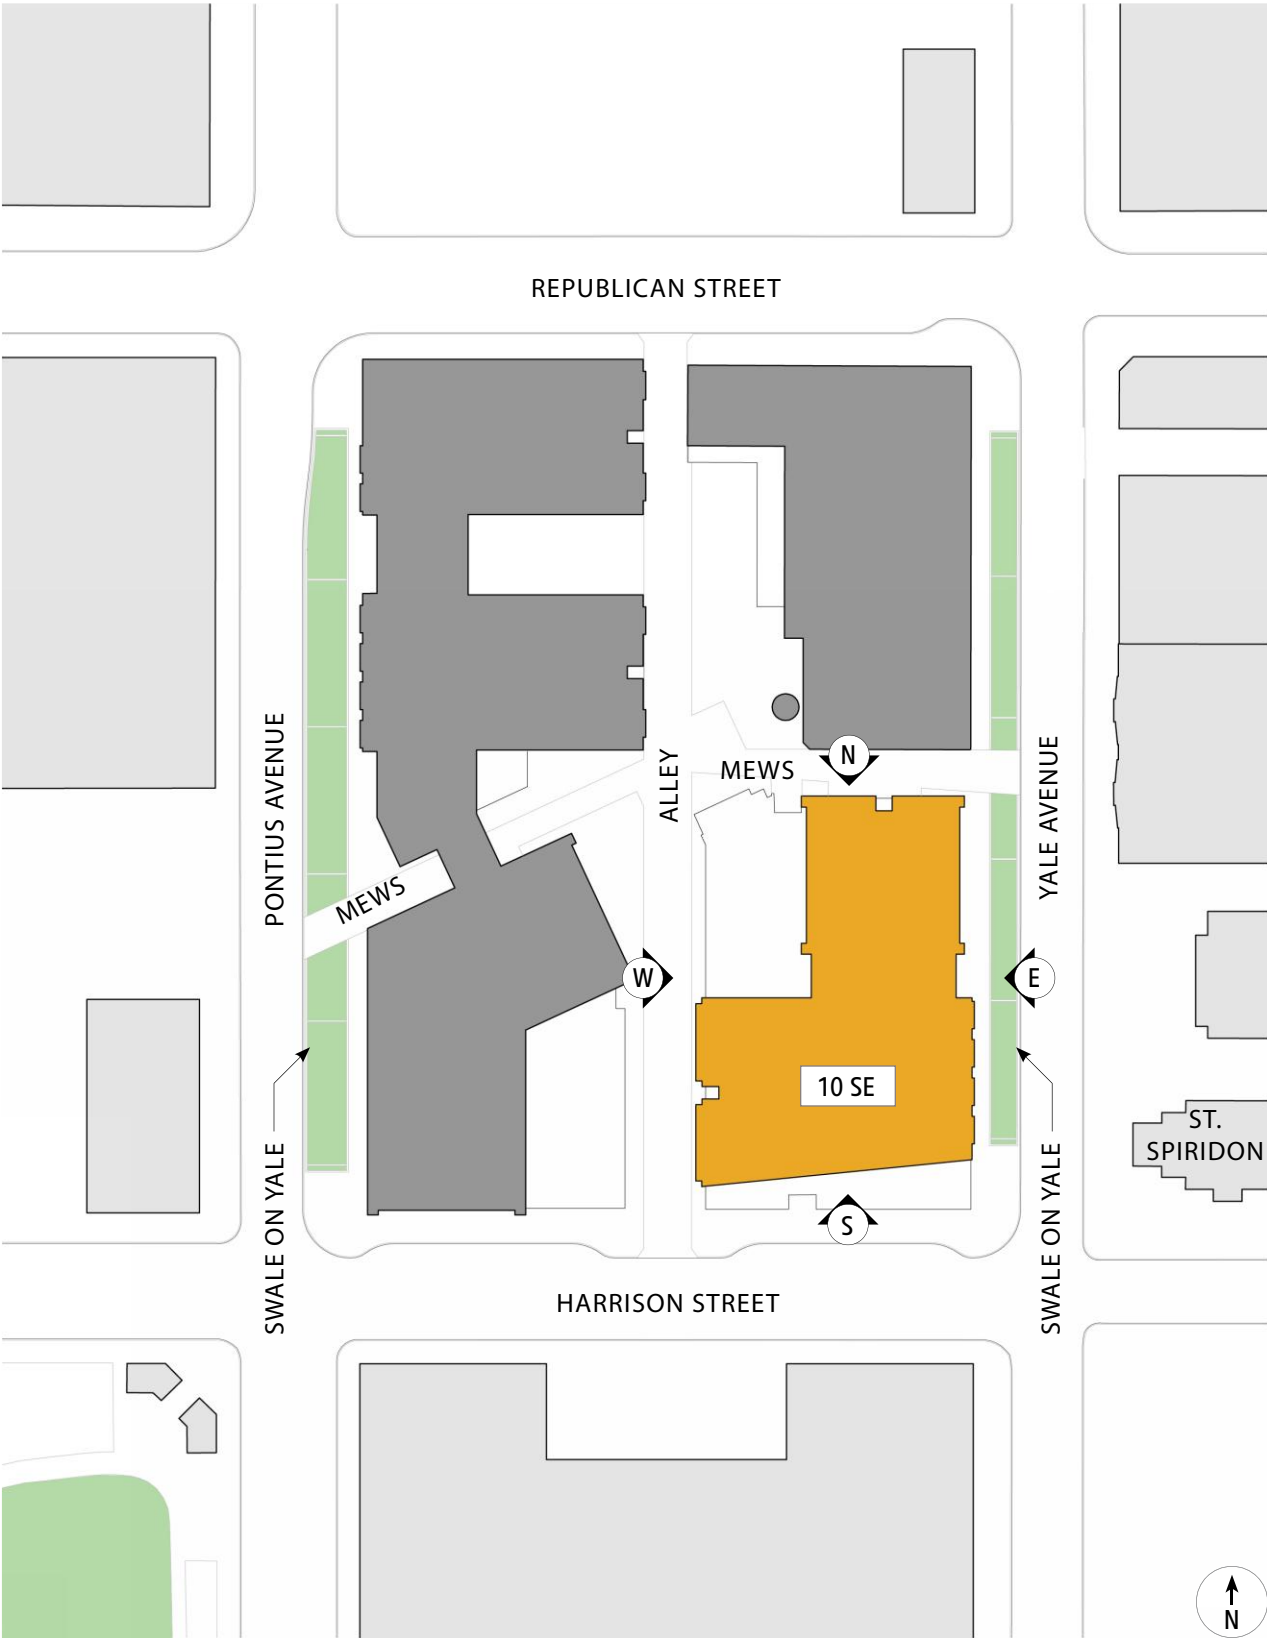 REPUBLICAN STREET
PONTIUS AVENUE
ALLEY
MEWS
N
YALE AVENUE
MEWS
W
E
10 SE
ST.
SPIRIDON
SWALE ON YALE
S
SWALE ON YALE
HARRISON STREET
N